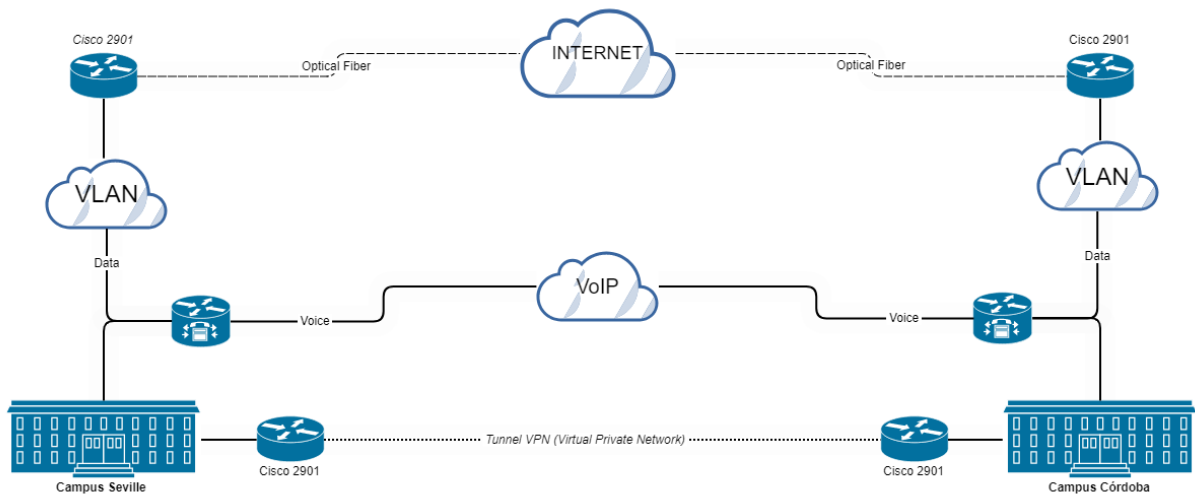 Cisco 2901
INTERNET
Cisco 2901
Optical Fiber
Optical Fiber
VLAN
VLAN
Data
Data
VoIP
Voice
Voice
Tunnel VPN (Virtual Private Network)
Cisco 2901
Cisco 2901
Campus Seville
Campus Córdoba